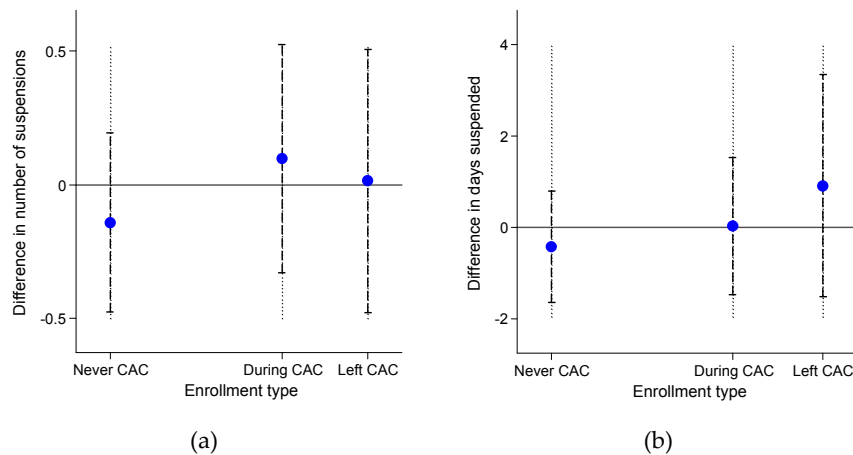 Difference in number of suspensions
0.5
0
-0.5
Never CAC
During CAC
Left CAC
Enrollment type
(a)
Difference in days suspended
4
2
0
-2
Never CAC
During CAC
Left CAC
Enrollment type
(b)